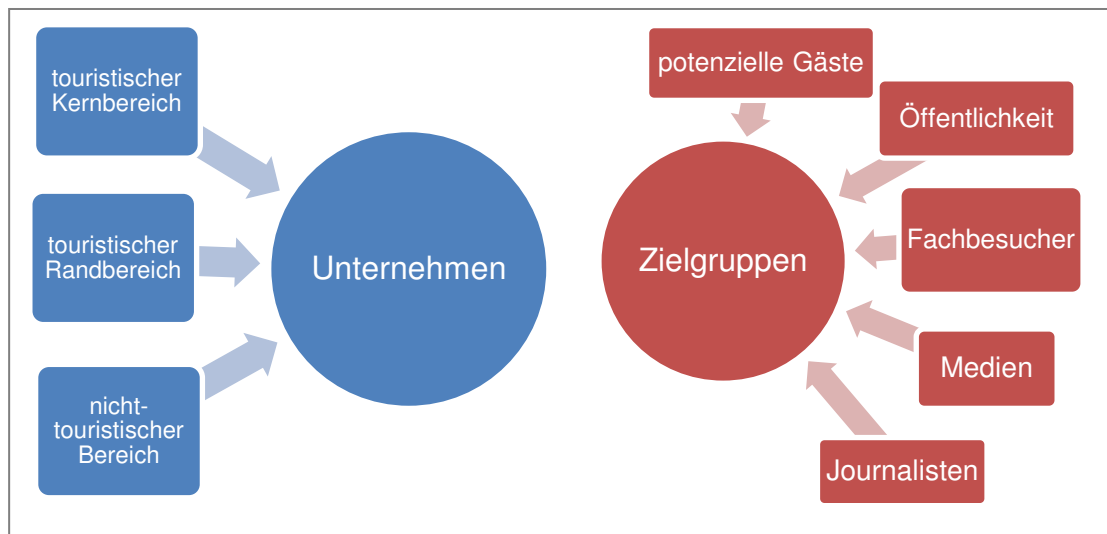 touristischer
Kernbereich
touristischer
Randbereich
nicht-
touristischer
Bereich
Unternehmen
potenzielle Gäste
Öffentlichkeit
Fachbesucher
Medien
Journalisten
Zielgruppen